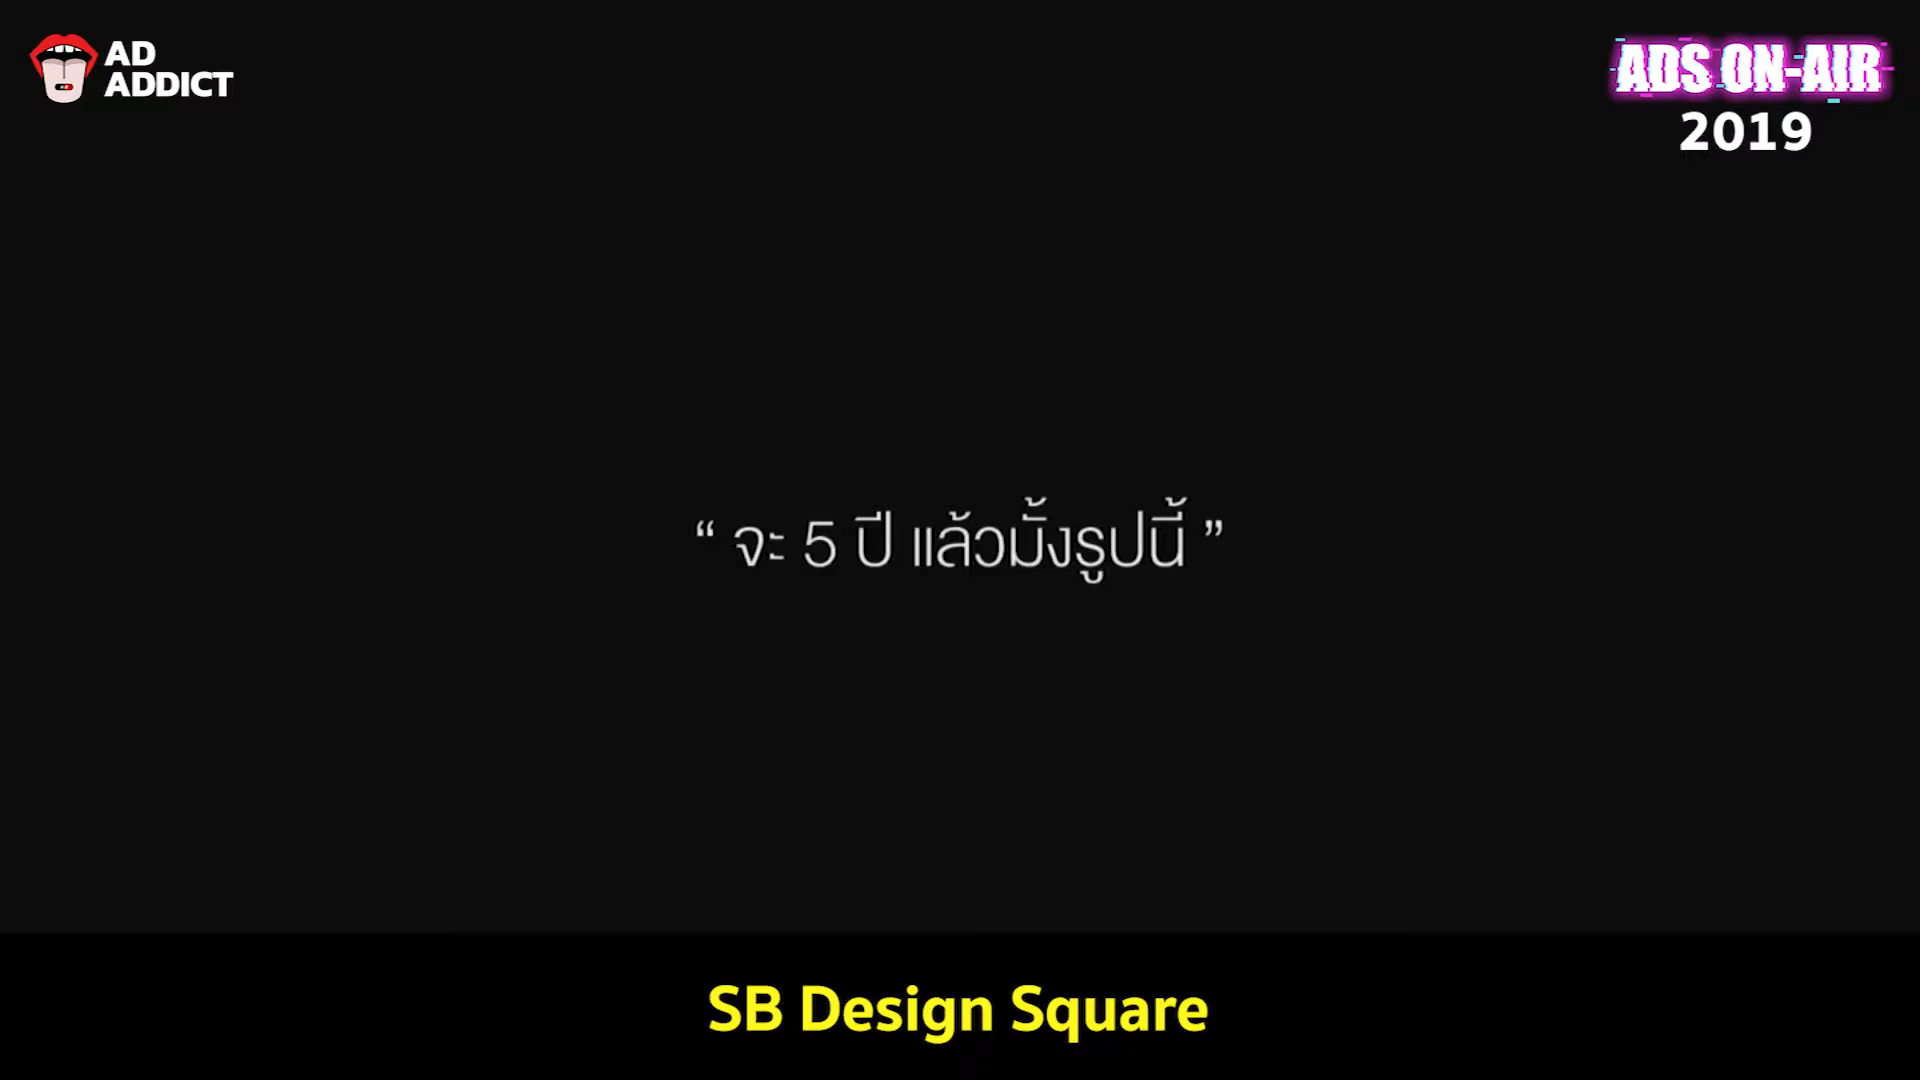 AD
ADDICT
ADS ON-AIR
2019
“ จะ 5 ปี แล้วมั้งรูปนี้ ”
SB Design Square